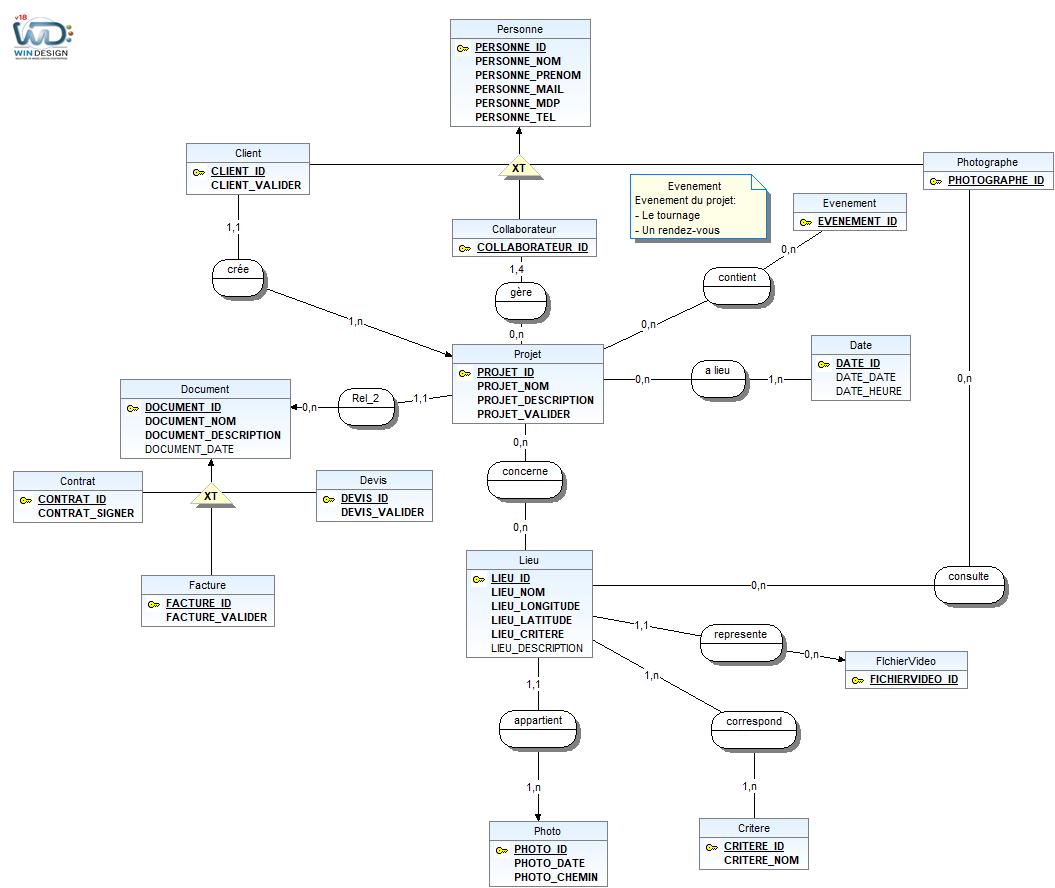 v18
WD
WINDESIGN
Personne
PERSONNE_ID
PERSONNE_NOM
PERSONNE_PRENOM
PERSONNE_MAIL
PERSONNE_MDP
PERSONNE_TEL
Client
CLIENT_ID
CLIENT_VALIDER
XT
Photographe
PHOTOGRAPHE_ID
Evenement
Evenement du projet:
- Le tournage
- Un rendez-vous
Evenement
EVENEMENT_ID
Collaborateur
COLLABORATEUR_ID
1,1
0,n
1,4
crée
gère
contient
1,n
0,n
0,n
Projet
PROJET_ID
PROJET_NOM
PROJET_DESCRIPTION
PROJET_VALIDER
0,n
a lieu
1,n
Date
DATE_ID
DATE_DATE
DATE_HEURE
0,n
Document
DOCUMENT_ID
DOCUMENT_NOM
DOCUMENT_DESCRIPTION
DOCUMENT_DATE
0,n
Rel_2
1,1
0,n
concerne
0,n
Contrat
CONTRAT_ID
CONTRAT_SIGNER
XT
Devis
DEVIS_ID
DEVIS_VALIDER
Facture
FACTURE_ID
FACTURE_VALIDER
Lieu
LIEU_ID
LIEU_NOM
LIEU_LONGITUDE
LIEU_LATITUDE
LIEU_CRITERE
LIEU_DESCRIPTION
0,n
consulte
1,1
represente
0,n
FIchierVideo
FICHIERVIDEO_ID
1,1
1,n
appartient
correspond
1,n
1,n
Photo
PHOTO_ID
PHOTO_DATE
PHOTO_CHEMIN
Critere
CRITERE_ID
CRITERE_NOM